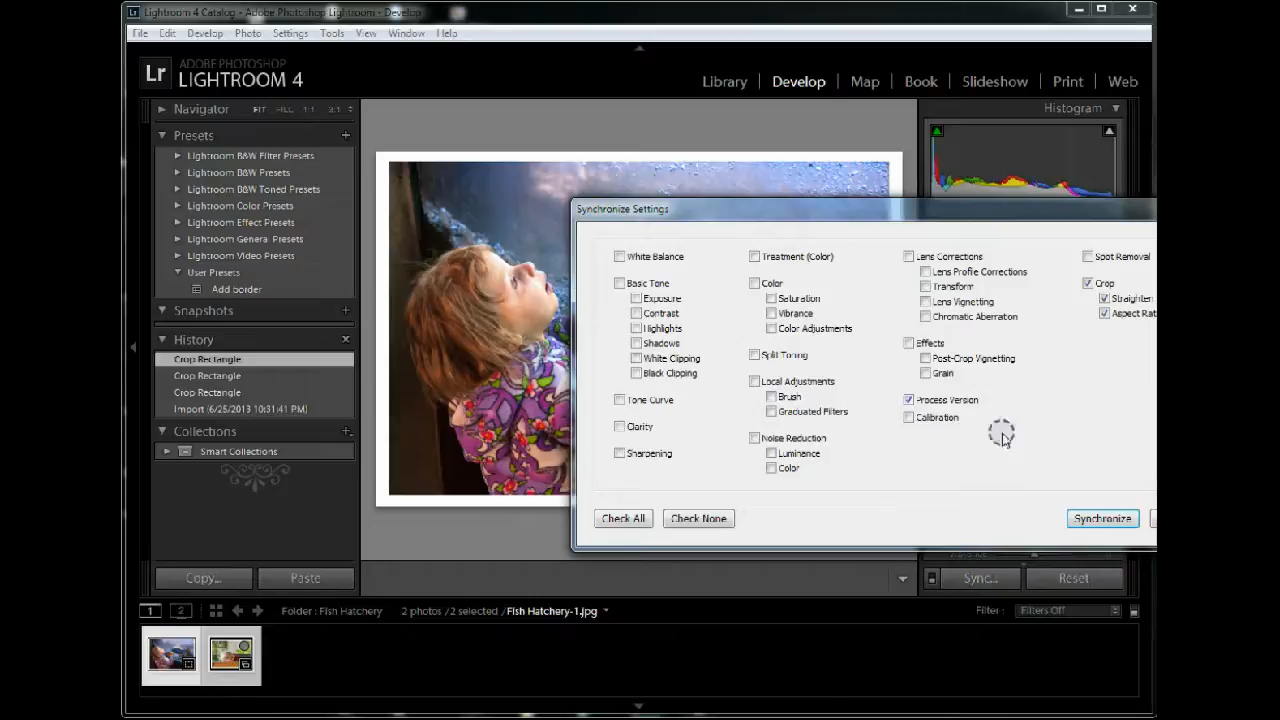 Lightroom 4 Catalog - Adobe Photoshop Lightroom - Develop
File Edit Develop Photo Settings Tools View Window Help
Lr ADOBE PHOTOSHOP
LIGHTROOM 4
Library | Develop | Map | Book | Slideshow | Print | Web
Navigator FIT FILL 1:1 2:1
Histogram
Presets
Lightroom B&W Filter Presets
Lightroom B&W Presets
Lightroom B&W Toned Presets
Lightroom Color Presets
Lightroom Effect Presets
Lightroom General Presets
Lightroom Video Presets
User Presets
Add border
Snapshots
History
Crop Rectangle
Crop Rectangle
Crop Rectangle
Import (6/25/2013 10:31:41 PM)
Collections
Smart Collections
Copy...
Paste
Synchronize Settings
White Balance
Basic Tone
Exposure
Contrast
Highlights
Shadows
White Clipping
Black Clipping
Tone Curve
Clarity
Sharpening
Treatment (Color)
Color
Saturation
Vibrance
Color Adjustments
Split Toning
Local Adjustments
Brush
Graduated Filters
Noise Reduction
Luminance
Color
Lens Corrections
Lens Profile Corrections
Transform
Lens Vignetting
Chromatic Aberration
Effects
Post-Crop Vignetting
Grain
Process Version
Calibration
Spot Removal
Crop
Straighten
Aspect Rat
Check All
Check None
Synchronize
Sync...
Reset
1 2 Folder : Fish Hatchery 2 photos / 2 selected / Fish Hatchery-1.jpg Filter : Filters Off